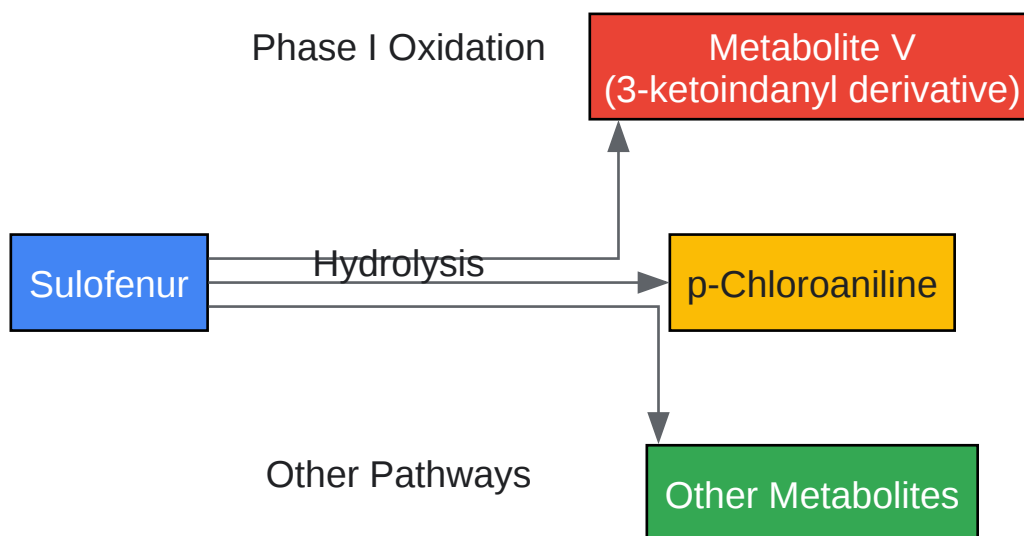 Phase I Oxidation
Metabolite V
(3-ketoindanyl derivative)
Hydrolysis
Sulofenur
p-Chloroaniline
Other Pathways
Other Metabolites